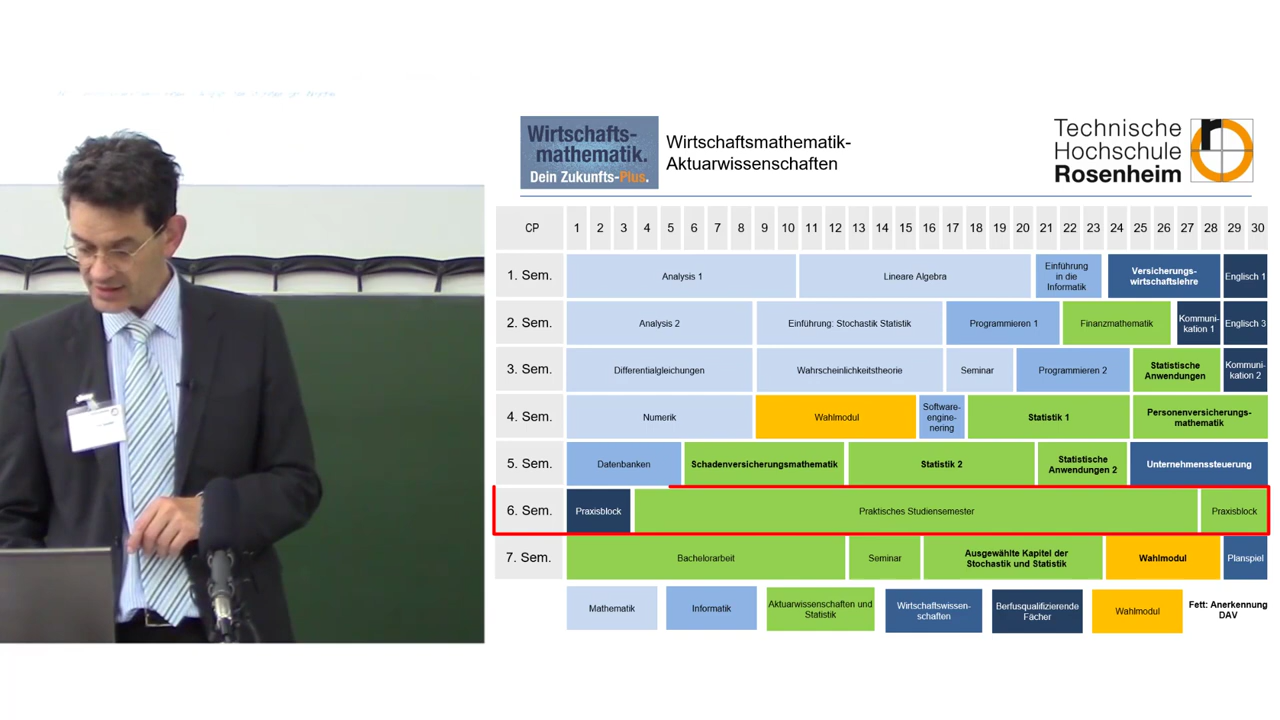 Wirtschafts-
mathematik.
Dein Zukunfts-Plus.
Wirtschaftsmathematik-
Aktuarwissenschaften
Technische
Hochschule
Rosenheim
CP 1 2 3 4 5 6 7 8 9 10 11 12 13 14 15 16 17 18 19 20 21 22 23 24 25 26 27 28 29 30
1. Sem.
Analysis 1
Lineare Algebra
Einführung
in die
Informatik
Versicherungs-
wirtschaftslehre
Englisch 1
2. Sem.
Analysis 2
Einführung: Stochastik Statistik
Programmieren 1
Finanzmathematik
Kommuni-
kation 1
Englisch 3
3. Sem.
Differentialgleichungen
Wahrscheinlichkeitstheorie
Seminar
Programmieren 2
Statistische
Anwendungen
Kommuni-
kation 2
4. Sem.
Numerik
Wahlmodul
Software-
engine-
nering
Statistik 1
Personenversicherungs-
mathematik
5. Sem.
Datenbanken
Schadenversicherungsmathematik
Statistik 2
Statistische
Anwendungen 2
Unternehmenssteuerung
6. Sem.
Praxisblock
Praktisches Studiensemester
Praxisblock
7. Sem.
Bachelorarbeit
Seminar
Ausgewählte Kapitel der
Stochastik und Statistik
Wahlmodul
Planspiel
Mathematik
Informatik
Aktuarwissenschaften und
Statistik
Wirtschaftswissen-
schaften
Berfusqualifizierende
Fächer
Wahlmodul
Fett: Anerkennung
DAV